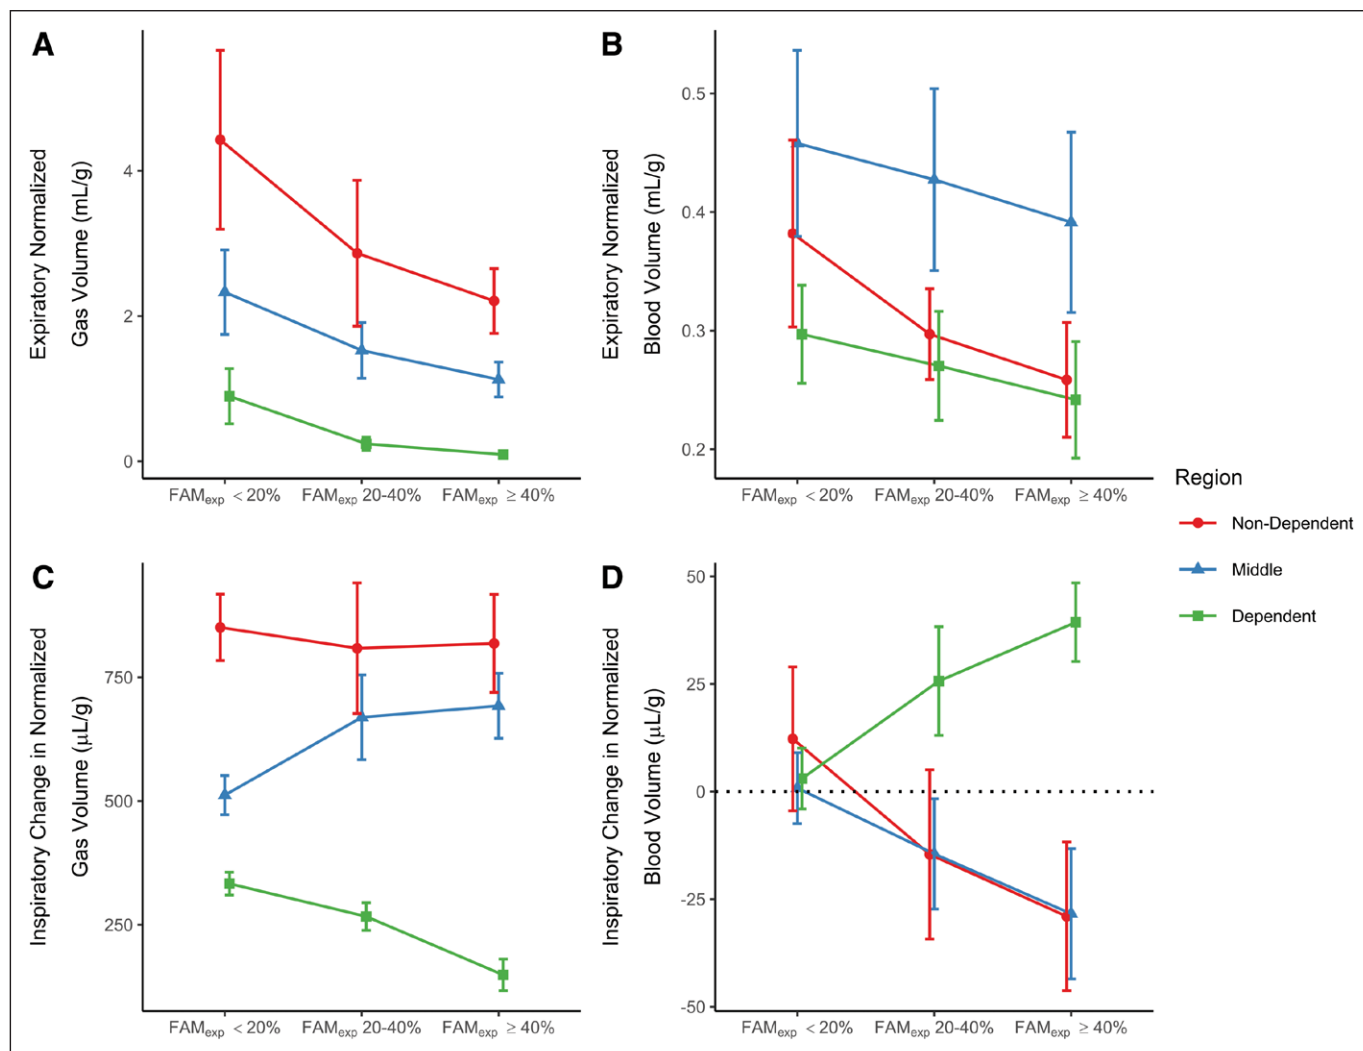 A
Expiratory Normalized
Gas Volume (mL/g)
4
2
0
FAMexp < 20%
FAMexp 20-40%
FAMexp ≥ 40%
B
Expiratory Normalized
Blood Volume (mL/g)
0.5
0.4
0.3
0.2
FAMexp < 20%
FAMexp 20-40%
FAMexp ≥ 40%
Region
Non-Dependent
Middle
Dependent
C
Inspiratory Change in Normalized
Gas Volume (µL/g)
750
500
250
FAMexp < 20%
FAMexp 20-40%
FAMexp ≥ 40%
D
Inspiratory Change in Normalized
Blood Volume (µL/g)
50
25
0
-25
-50
FAMexp < 20%
FAMexp 20-40%
FAMexp ≥ 40%